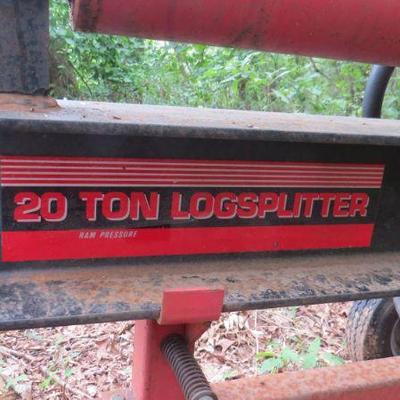 20 TON LOGSPLITTER
RAM PRESSURE